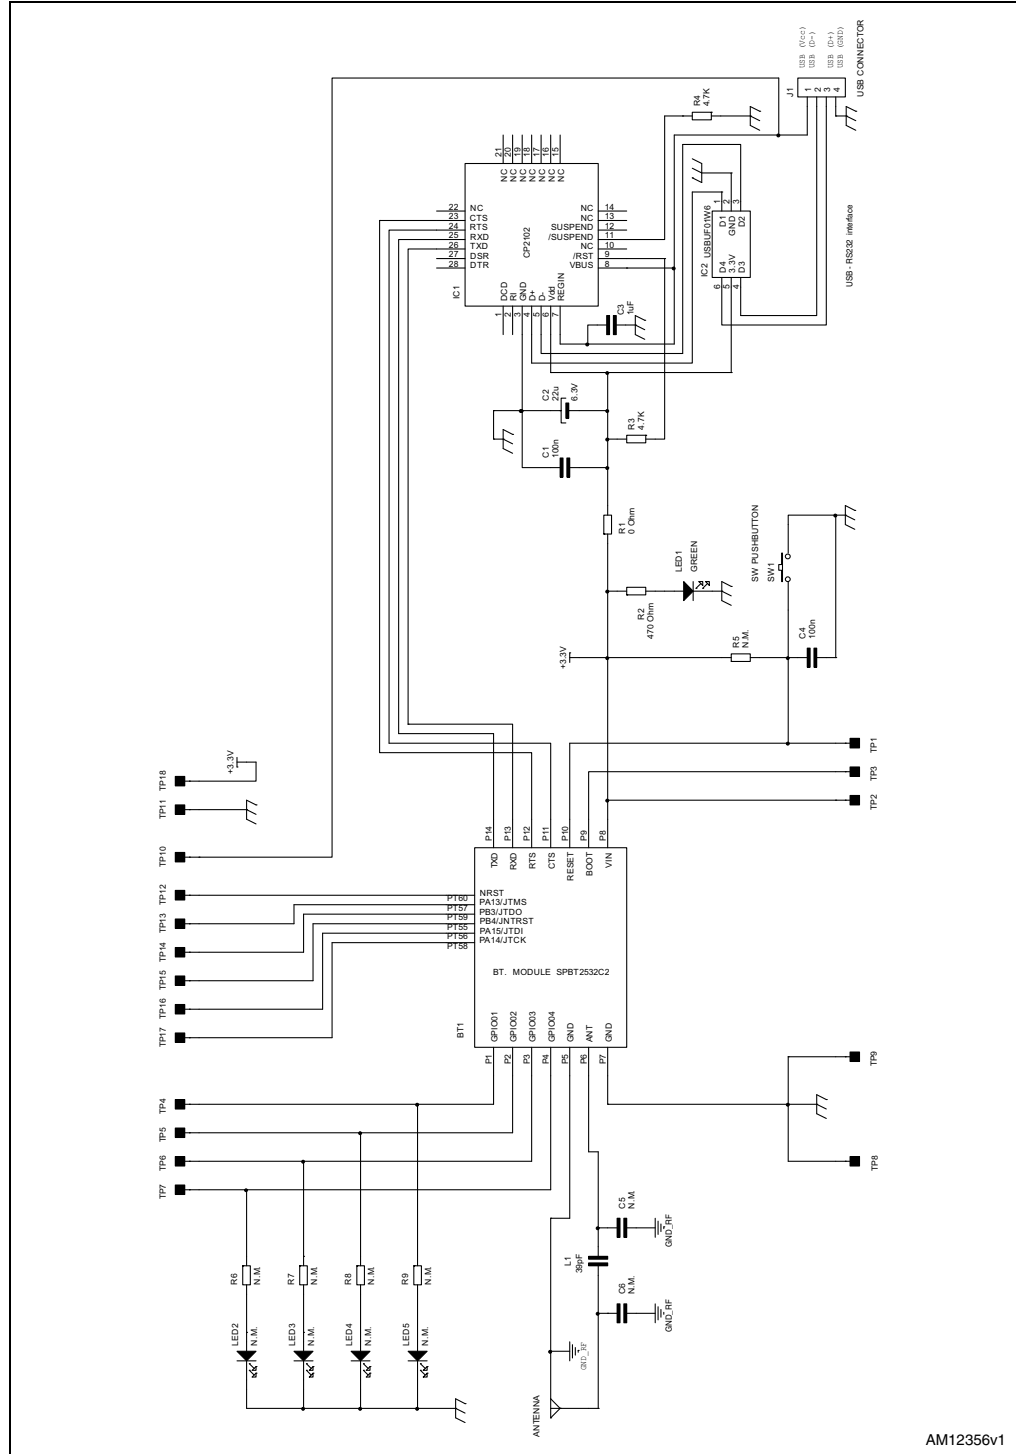 USB (Vcc)
USB (D-)
USB (D+)
USB (GND)
USB CONNECTOR
J1
1
2
3
4
R4
4.7K
21
20
19
18
17
16
15
NC
NC
NC
NC
NC
NC
NC
22 NC
23 CTS
24 RTS
25 RXD
26 TXD
27 DSR
28 DTR
NC 14
NC 13
SUSPEND 12
/SUSPEND 11
NC 10
/RST 9
VBUS 8
CP2102
IC1
DCD
RI
GND
D+
D-
Vdd
REGIN
1
2
3
4
5
6
7
IC2 USBUF01W6
1
2
3
D1
GND
D2
D4
3.3V
D3
6
5
4
USB - RS232 interface
C3
1uF
C2
22u
6.3V
C1
100n
R3
4.7K
R1
0 Ohm
R2
470 Ohm
LED1
GREEN
SW PUSHBUTTON
SW1
R5
N.M.
C4
100n
+3.3V
TP1
TP3
TP2
+3.3V
TP18
TP11
TP10
TP12
TP13
TP14
TP15
TP16
TP17
P14
P13
P12
P11
P10
P9
P8
TXD
RXD
RTS
CTS
RESET
BOOT
VIN
NRST
PT60
PA13/JTMS
PT57
PB3/JTDO
PT59
PB4/JNTRST
PT55
PA15/JTDI
PT56
PA14/JTCK
PT58
BT. MODULE SPBT2532C2
BT1
GPIO01
GPIO02
GPIO03
GPIO04
GND
ANT
GND
P1
P2
P3
P4
P5
P6
P7
TP4
TP5
TP6
TP7
TP9
TP8
R6
N.M.
R7
N.M.
R8
N.M.
R9
N.M.
LED2
N.M.
LED3
N.M.
LED4
N.M.
LED5
N.M.
C5
N.M.
GND_RF
L1
39pF
C6
N.M.
GND_RF
GND_RF
ANTENNA
AM12356v1